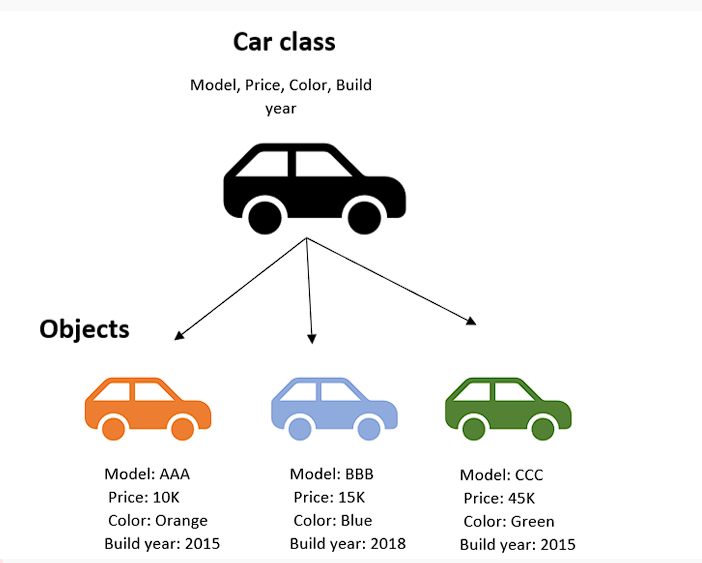 Car class
Model, Price, Color, Build
year
Objects
Model: AAA
Price: 10K
Color: Orange
Build year: 2015
Model: BBB
Price: 15K
Color: Blue
Build year: 2018
Model: CCC
Price: 45K
Color: Green
Build year: 2015